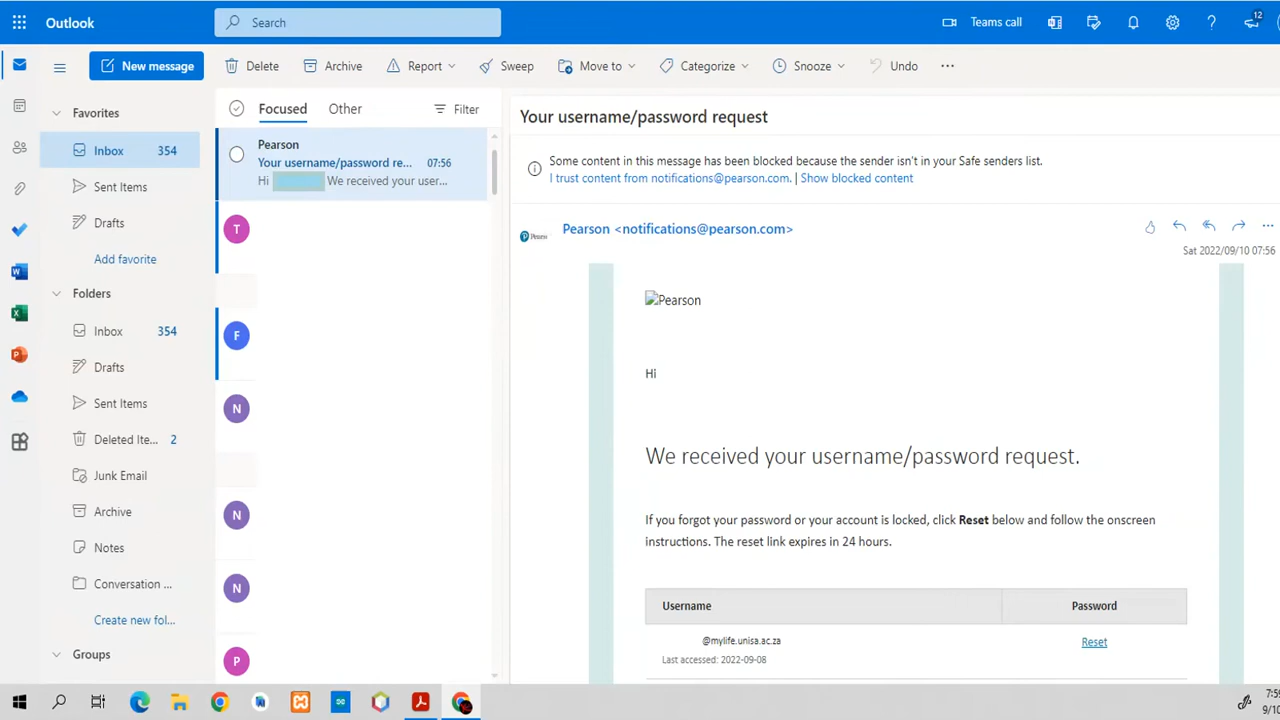 Outlook
Search
Teams call
12
New message
Delete
Archive
Report
Sweep
Move to
Categorize
Snooze
Undo
Favorites
Inbox 354
Sent Items
Drafts
Add favorite
Folders
Inbox 354
Drafts
Sent Items
Deleted Ite... 2
Junk Email
Archive
Notes
Conversation ...
Create new fol...
Groups
Focused
Other
Filter
Pearson
Your username/password re... 07:56
Hi We received your user...
T
F
N
N
N
P
Your username/password request
Some content in this message has been blocked because the sender isn't in your Safe senders list.
I trust content from notifications@pearson.com. | Show blocked content
Pearson <notifications@pearson.com>
Sat 2022/09/10 07:56
Pearson
Hi
We received your username/password request.
If you forgot your password or your account is locked, click Reset below and follow the onscreen
instructions. The reset link expires in 24 hours.
Username Password
@mylife.unisa.ac.za Reset
Last accessed: 2022-09-08